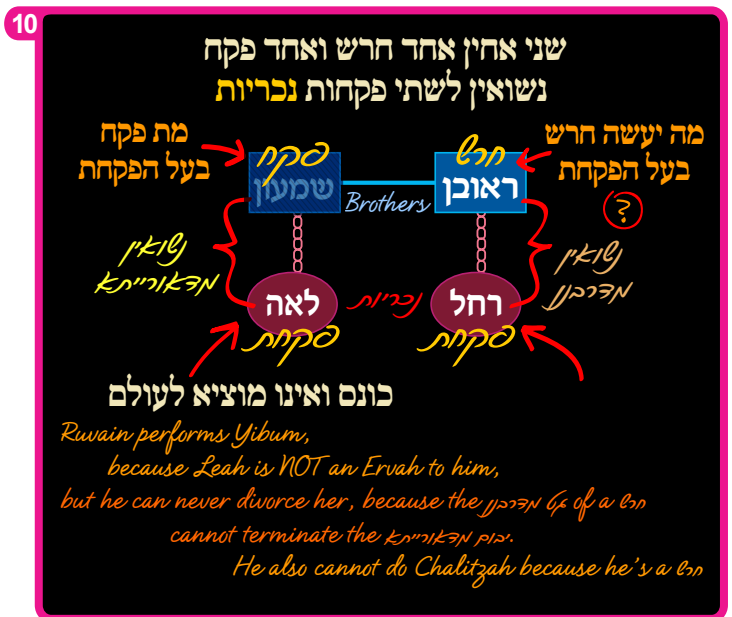 10
שני אחין אחד חרש ואחד פקח
נשואין לשתי פקחות נכריות
מה יעשה חרש
בעל הפקחת
?
מת פקח
בעל הפקחת
חרש
ראובן
פקח
שמעון
Brothers
נשואין
מדרבנן
נשואין
מדאורייתא
רחל
פקחת
נכריות
לאה
פקחת
כונס ואינו מוציא לעולם
Ruvain performs Yibum,
because Leah is NOT an Ervah to him,
but he can never divorce her, because the גט מדרבנן of a חרש
cannot terminate the יבום מדאורייתא.
He also cannot do Chalitzah because he's a חרש